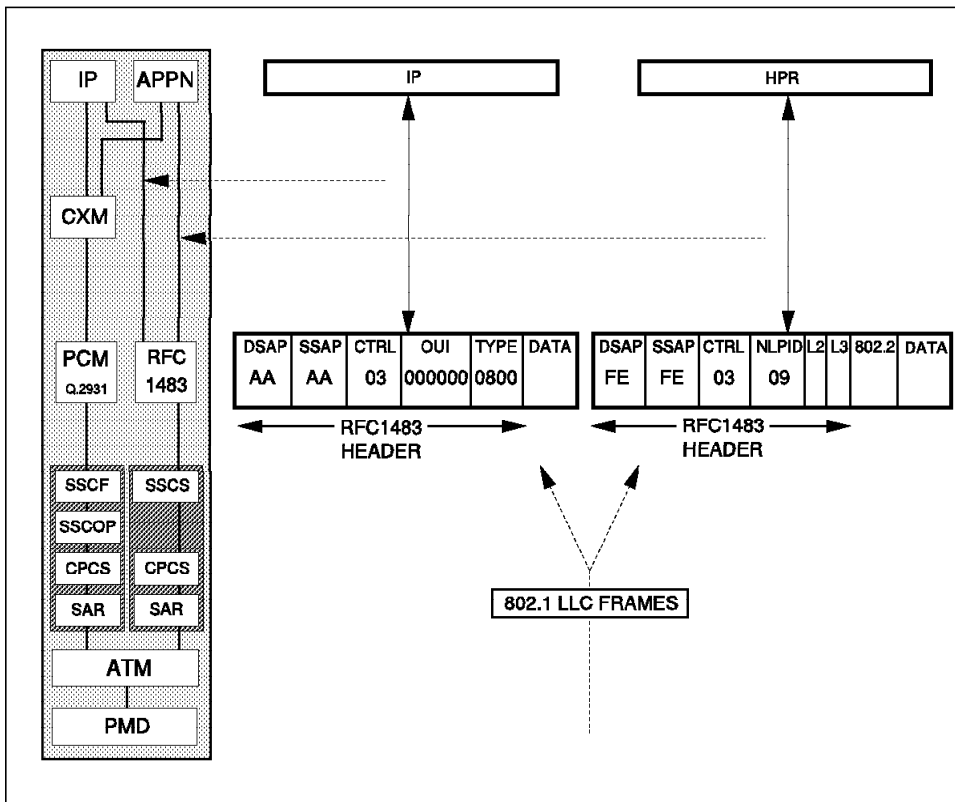 IP APPN
CXM
PCM
Q.2931
RFC
1483
SSCF SSCS
SSCOP
CPCS CPCS
SAR SAR
ATM
PMD
IP
HPR
DSAP SSAP CTRL OUI TYPE DATA
AA AA 03 000000 0800
RFC1483
HEADER
DSAP SSAP CTRL NLPID L2 L3 802.2 DATA
FE FE 03 09
RFC1483
HEADER
802.1 LLC FRAMES